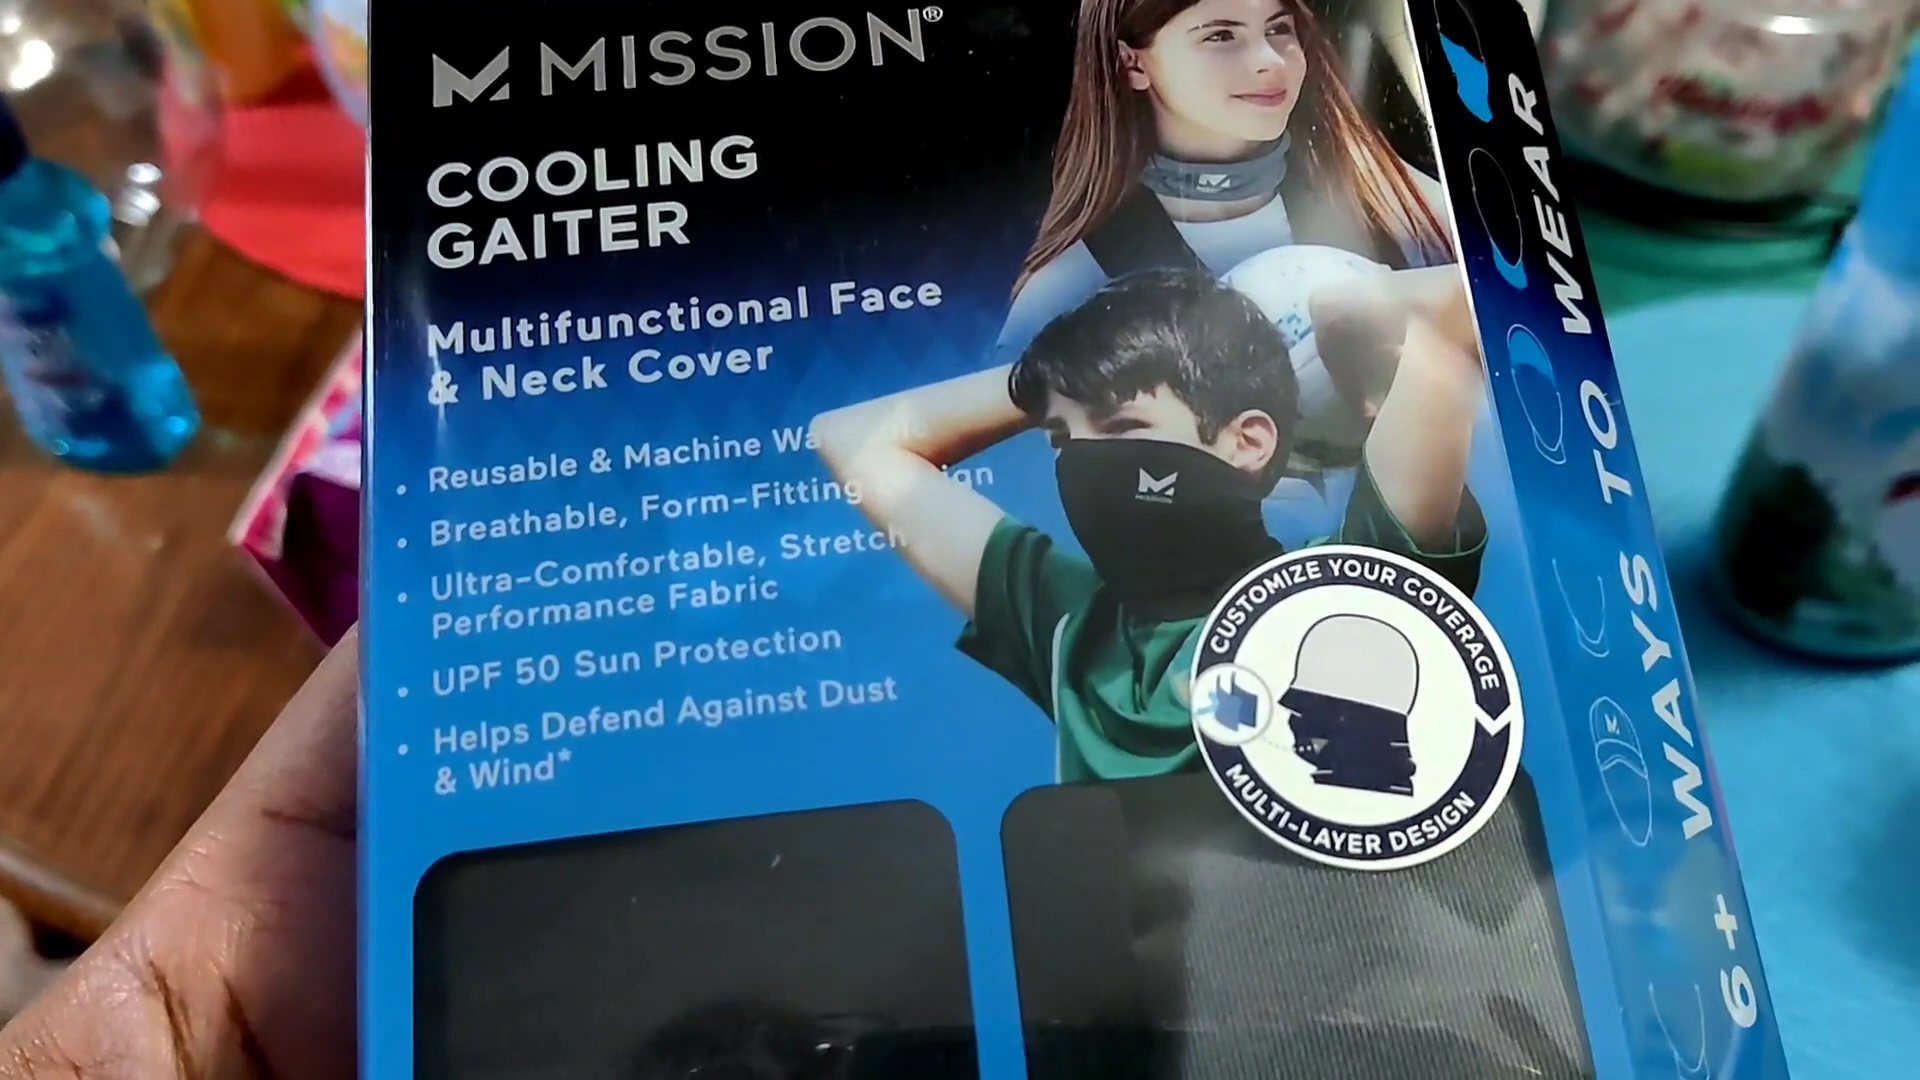 MISSION®
COOLING
GAITER
Multifunctional Face
& Neck Cover
• Reusable & Machine
• Breathable, Form-Fitting
• Ultra-Comfortable, Stretch
Performance Fabric
• UPF 50 Sun Protection
• Helps Defend Against Dust
& Wind*
MISSION
CUSTOMIZE YOUR COVERAGE
MULTI-LAYER DESIGN
6+ WAYS TO WEAR